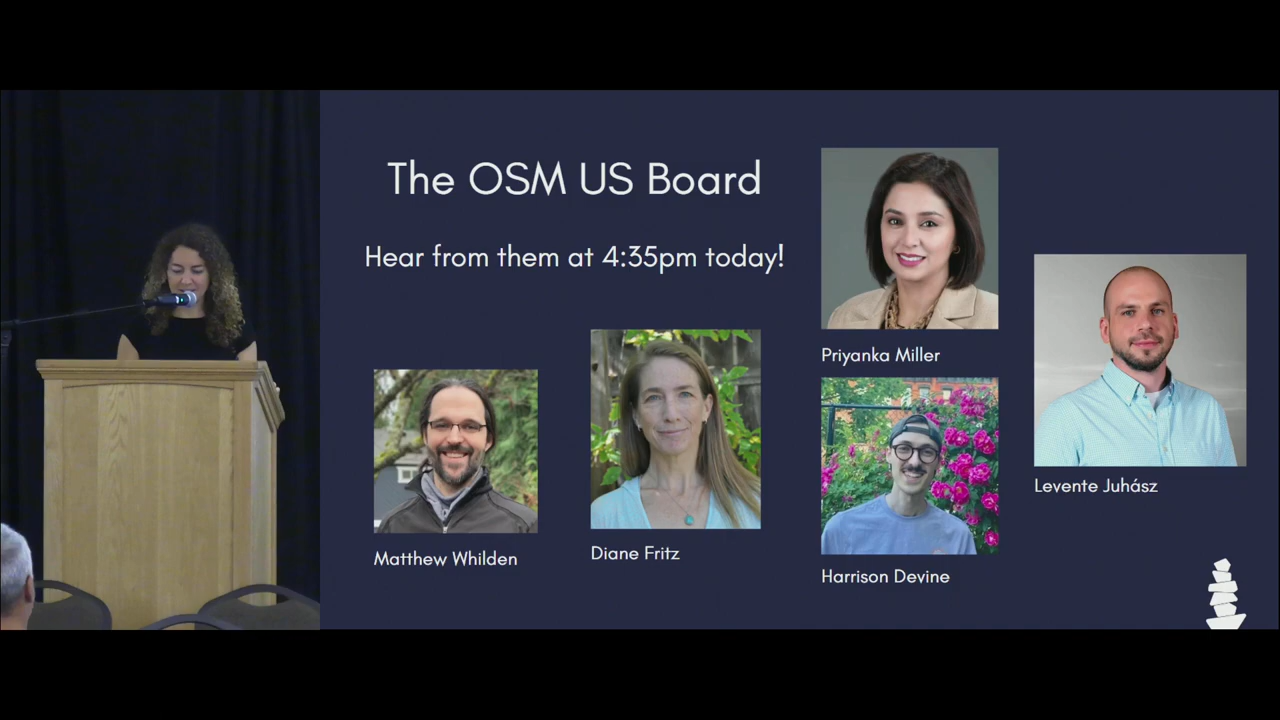 The OSM US Board
Hear from them at 4:35pm today!
Priyanka Miller
Levente Juhász
Matthew Whilden
Diane Fritz
Harrison Devine